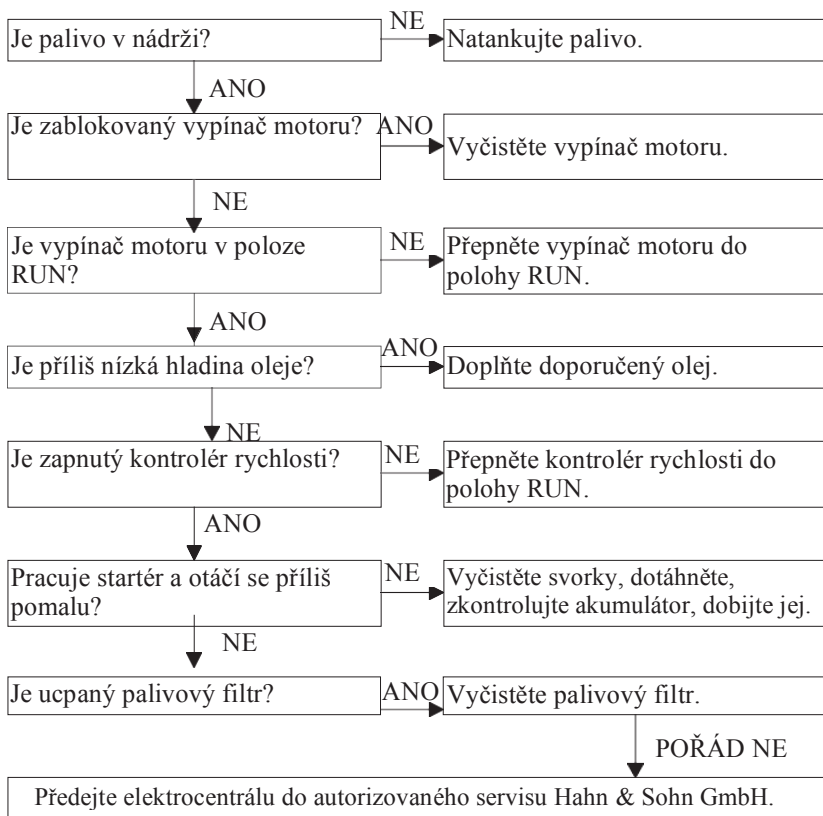 Je palivo v nádrži?
NE
Natankujte palivo.
ANO
Je zablokovaný vypínač motoru?
ANO
Vyčistěte vypínač motoru.
NE
Je vypínač motoru v poloze
RUN?
NE
Přepněte vypínač motoru do
polohy RUN.
ANO
Je příliš nízká hladina oleje?
ANO
Doplňte doporučený olej.
NE
Je zapnutý kontrolér rychlosti?
NE
Přepněte kontrolér rychlosti do
polohy RUN.
ANO
Pracuje startér a otáčí se příliš
pomalu?
NE
Vyčistěte svorky, dotáhněte,
zkontrolujte akumulátor, dobijte jej.
NE
Je ucpaný palivový filtr?
ANO
Vyčistěte palivový filtr.
POŘÁD NE
Předejte elektrocentrálu do autorizovaného servisu Hahn & Sohn GmbH.